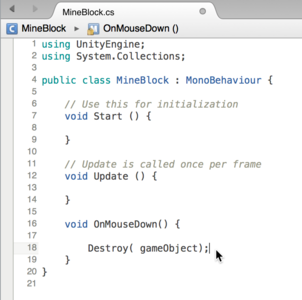 MineBlock.cs
C MineBlock ▸ M OnMouseDown ()
1 using UnityEngine;
2 using System.Collections;
3
4 public class MineBlock : MonoBehaviour {
5
6 // Use this for initialization
7 void Start () {
8
9 }
10
11 // Update is called once per frame
12 void Update () {
13
14 }
15
16 void OnMouseDown() {
17
18 Destroy( gameObject);
19 }
20 }
21